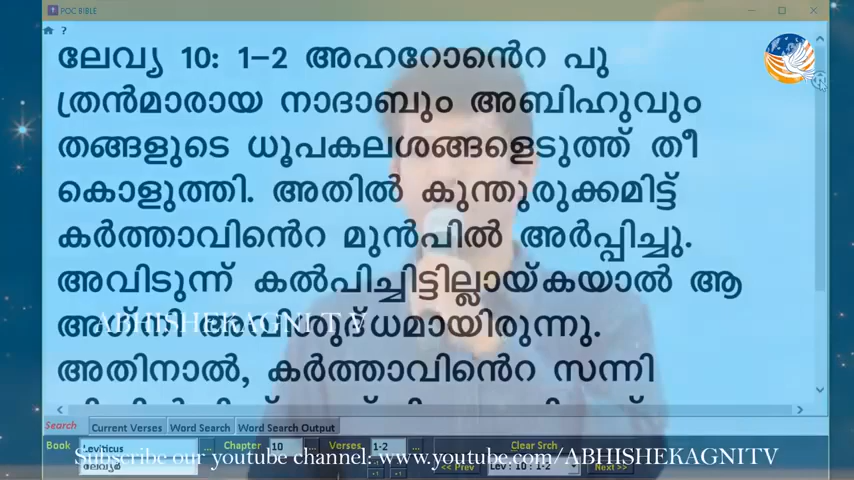 POC BIBLE
?
ലേവ്യ 10: 1-2 അഹറോൻെറ പു
ത്രൻമാരായ നാദാബും അബിഹുവും
തങ്ങളുടെ ധൂപകലശങ്ങളെടുത്ത് തീ
കൊളുത്തി. അതിൽ കുന്തുരുക്കമിട്ട്
കർത്താവിൻെറ മുൻപിൽ അർപ്പിച്ചു.
അവിടുന്ന് കൽപിച്ചിട്ടില്ലായ്കയാൽ ആ
അഗ്നി അവിശുദ്ധമായിരുന്നു.
ABHISHEKAGNI T V
അതിനാൽ, കർത്താവിൻെറ സന്നി
Search Current Verses Word Search Word Search Output
Book Leviticus ... Chapter 10 ... Verses 1-2 ... Clear Srch
ലേവ്യർ << Prev Lev : 10 : 1-2 Next >>
Subscribe our youtube channel: www.youtube.com/ABHISHEKAGNITV